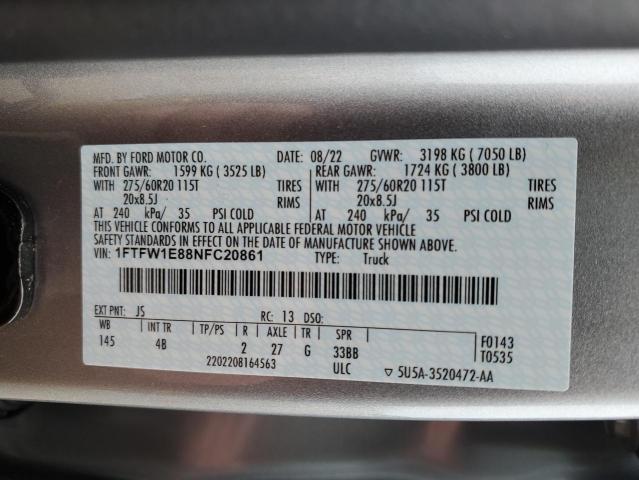 MFD. BY FORD MOTOR CO. DATE: 08/22 GVWR: 3198 KG ( 7050 LB)
FRONT GAWR: 1599 KG ( 3525 LB) REAR GAWR: 1724 KG ( 3800 LB)
WITH 275/60R20 115T TIRES WITH 275/60R20 115T TIRES
20x8.5J RIMS 20x8.5J RIMS
AT 240 kPa/ 35 PSI COLD AT 240 kPa/ 35 PSI COLD
THIS VEHICLE CONFORMS TO ALL APPLICABLE FEDERAL MOTOR VEHICLE
SAFETY STANDARDS IN EFFECT ON THE DATE OF MANUFACTURE SHOWN ABOVE.
VIN: 1FTFW1E88NFC20861 TYPE: Truck
EXT PNT: JS RC: 13 DSO:
WB INT TR TP/PS R AXLE TR SPR F0143
145 4B 2 27 G 33BB T0535
2202208164563 ULC ▽ 5U5A-3520472-AA